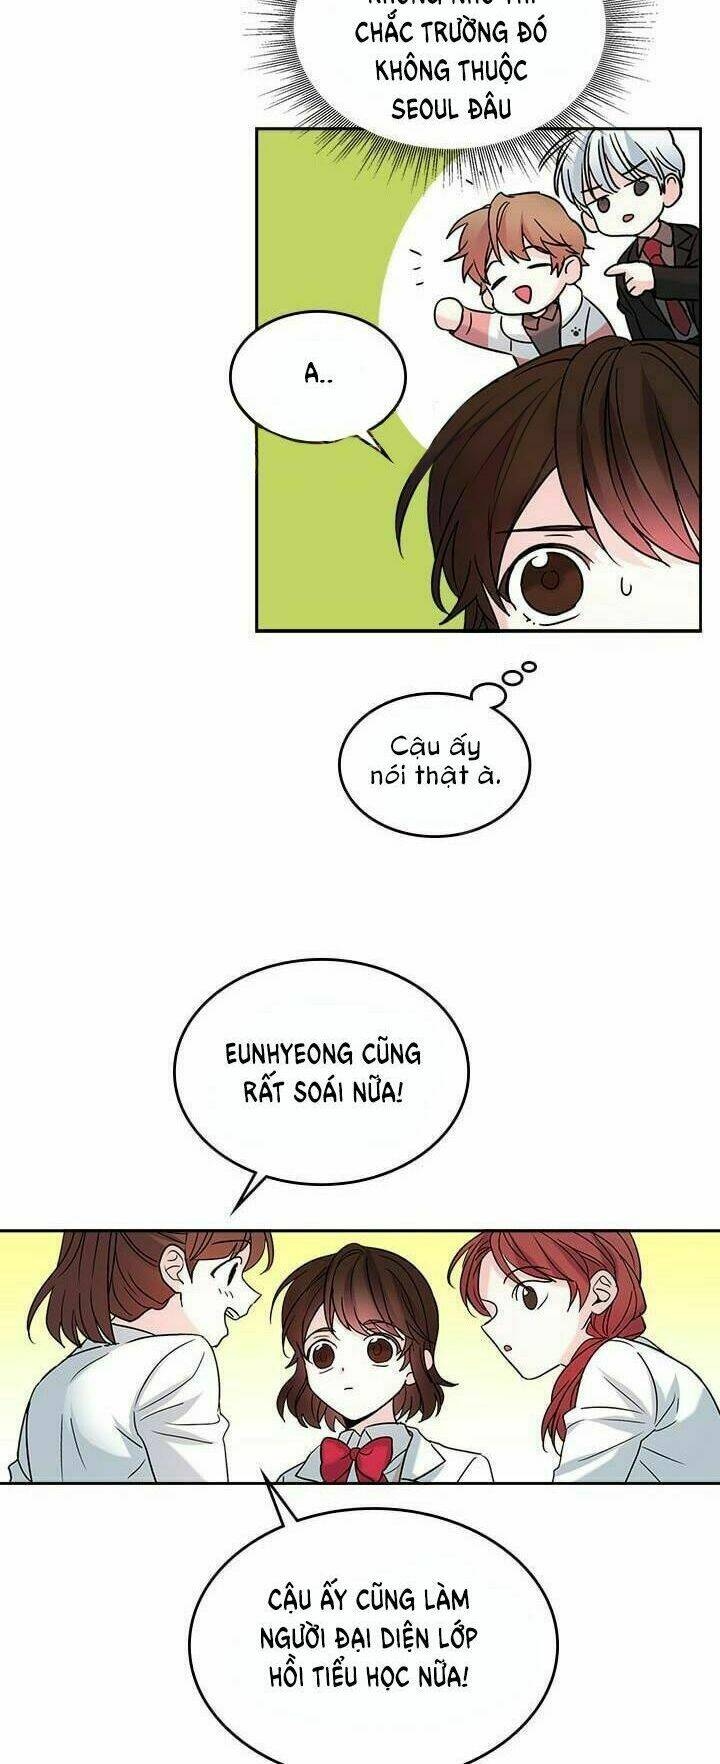 CHẮC TRƯỜNG ĐÓ
KHÔNG THUỘC
SEOUL ĐÂU
A..
Cậu ấy
nói thật à.
EUNHYEONG CŨNG
RẤT SOÁI NỮA!
CẬU ẤY CŨNG LÀM
NGƯỜI ĐẠI DIỆN LỚP
HỒI TIỂU HỌC NỮA!